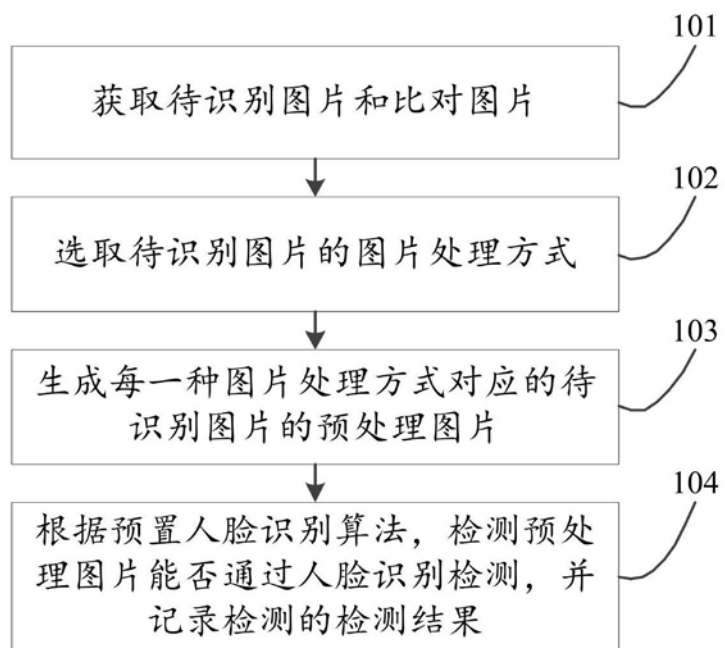 101
获取待识别图片和比对图片
102
选取待识别图片的图片处理方式
103
生成每一种图片处理方式对应的待
识别图片的预处理图片
104
根据预置人脸识别算法，检测预处
理图片能否通过人脸识别检测，并
记录检测的检测结果